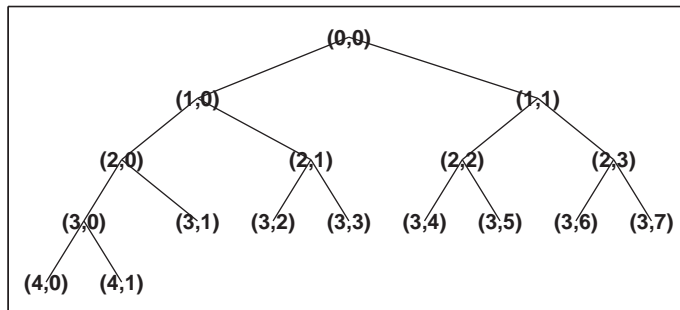 (0,0)
(1,0) (1,1)
(2,0) (2,1) (2,2) (2,3)
(3,0) (3,1) (3,2) (3,3) (3,4) (3,5) (3,6) (3,7)
(4,0) (4,1)